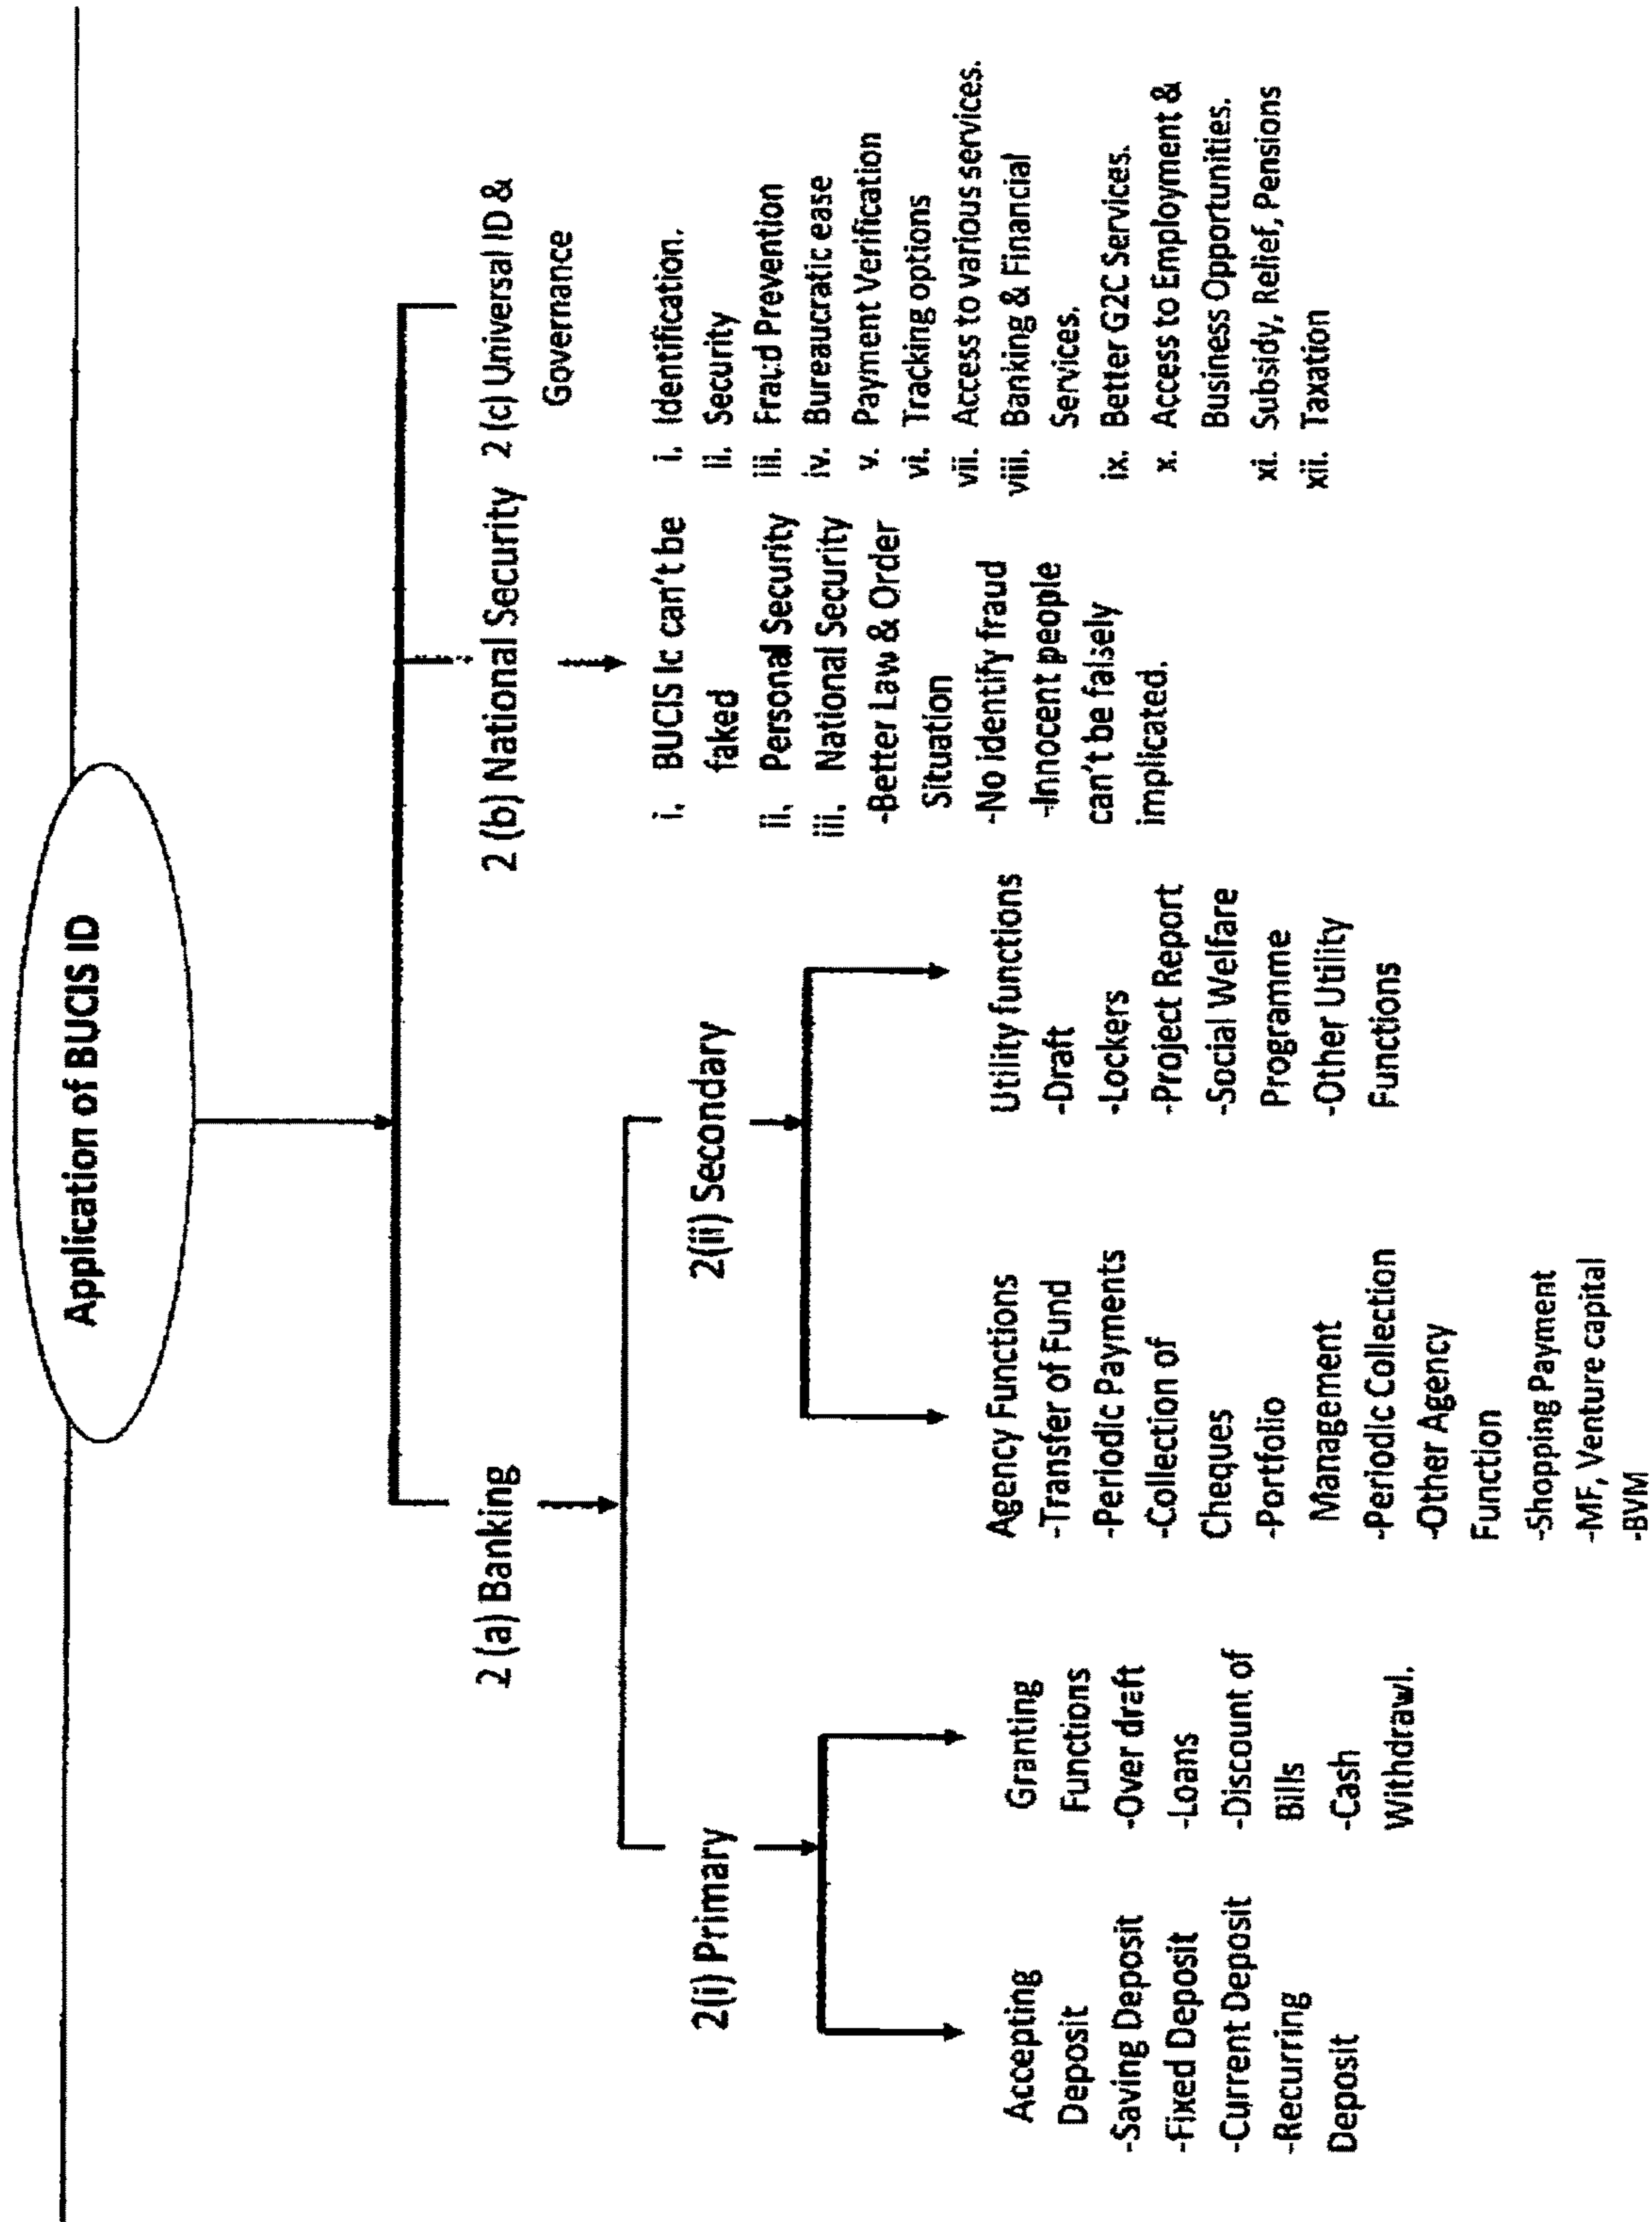 Application of BUCIS ID
2 (a) Banking
2 (b) National Security
2 (c) Universal ID &
Governance
2(i) Primary
2(ii) Secondary
Accepting
Deposit
-Saving Deposit
-Fixed Deposit
-Current Deposit
-Recurring
Deposit
Granting
Functions
-Over draft
-Loans
-Discount of
Bills
-Cash
Withdrawl.
Agency Functions
-Transfer of Fund
-Periodic Payments
-Collection of
Cheques
-Portfolio
Management
-Periodic Collection
-Other Agency
Function
-Shopping Payment
-MF, Venture capital
-BVM
Utility functions
-Draft
-Lockers
-Project Report
-Social Welfare
Programme
-Other Utility
Functions
i. BUCIS Ic can't be
faked
ii. Personal Security
iii. National Security
-Better Law & Order
Situation
-No identify fraud
-Innocent people
can't be falsely
implicated.
i. Identification.
ii. Security
iii. Fraud Prevention
iv. Bureaucratic ease
v. Payment Verification
vi. Tracking options
vii. Access to various services.
viii. Banking & Financial
Services.
ix. Better G2C Services.
x. Access to Employment &
Business Opportunities.
xi. Subsidy, Relief, Pensions
xii. Taxation